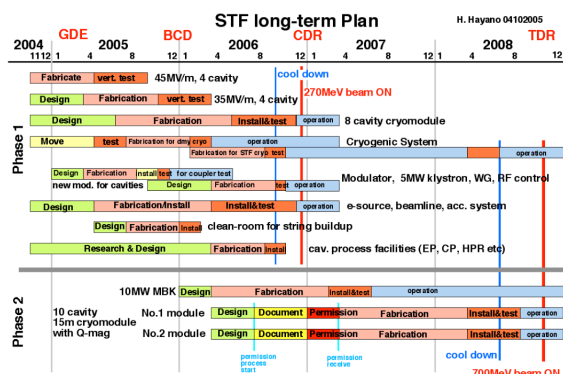 STF long-term Plan
H. Hayano 04102005
GDE BCD CDR TDR
2004 2005 2006 2007 2008
11 12 1 4 8 12 1 4 8 12 1 4 8 12 1 4 8
cool down
270MeV beam ON
Phase 1
Fabricate vert. test 45MV/m, 4 cavity
Design Fabrication vert. test 35MV/m, 4 cavity
Design Fabrication Install&test operation 8 cavity cryomodule
Move test Fabrication for dmy cryo operation Cryogenic System
Fabrication for STF cryo test operation
Design Fabrication install test for coupler test Modulator, 5MW klystron, WG, RF control
new mod. for cavities Design Fabrication test operation
Design Fabrication/Install Install&test operation e-source, beamline, acc. system
Design Fabrication Install clean-room for string buildup
Research & Design Fabrication Install cav. process facilities (EP, CP, HPR etc)
Phase 2
10MW MBK Design Fabrication Install&test operation
10 cavity
15m cryomodule
with Q-mag
No.1 module Design Document Permission Fabrication Install&test operation
No.2 module Design Document Permission Fabrication Install&test operation
permission
process
start
permission
receive
cool down
700MeV beam ON